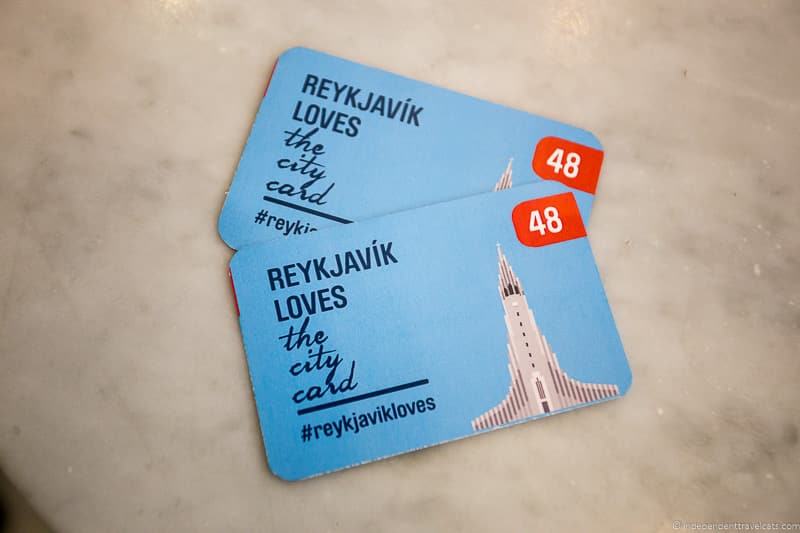 REYKJAVÍK
LOVES
the
city
card
48
REYKJAVÍK
LOVES
the
city
card
#reykjavikloves
48
© independenttravelcats.com